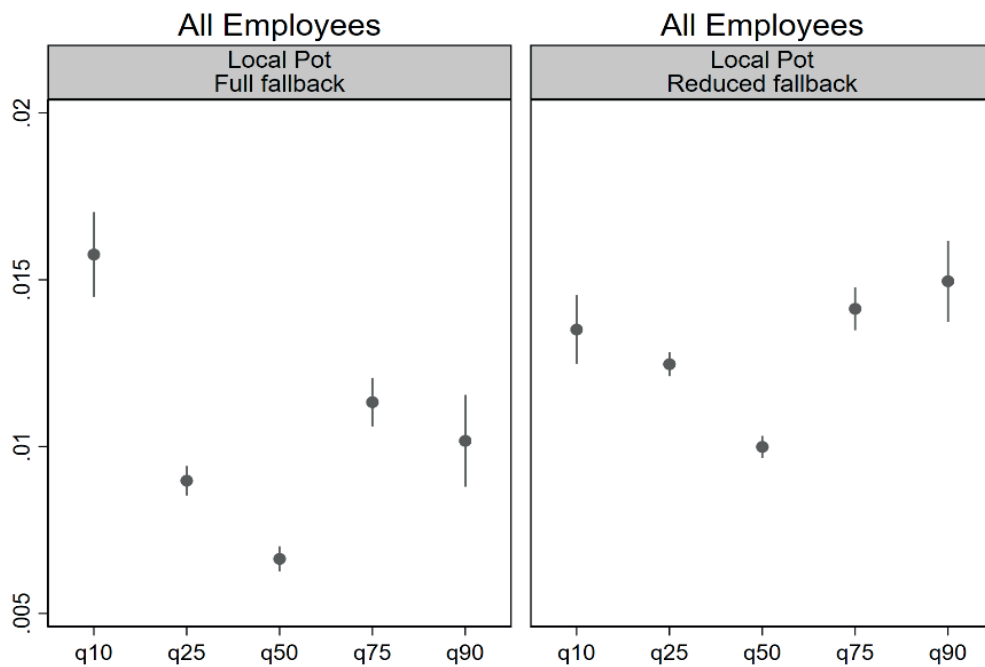 All Employees
Local Pot
Full fallback
All Employees
Local Pot
Reduced fallback
.02
.015
.01
.005
q10 q25 q50 q75 q90
q10 q25 q50 q75 q90